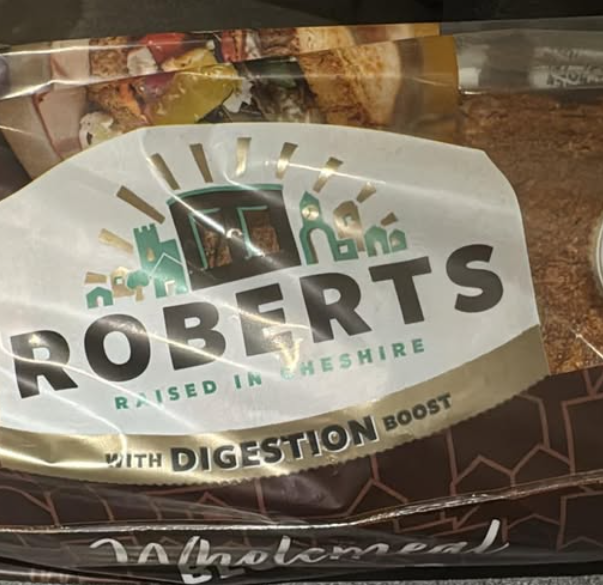 ROBERTS
RAISED IN CHESHIRE
WITH DIGESTION BOOST
Wholemeal